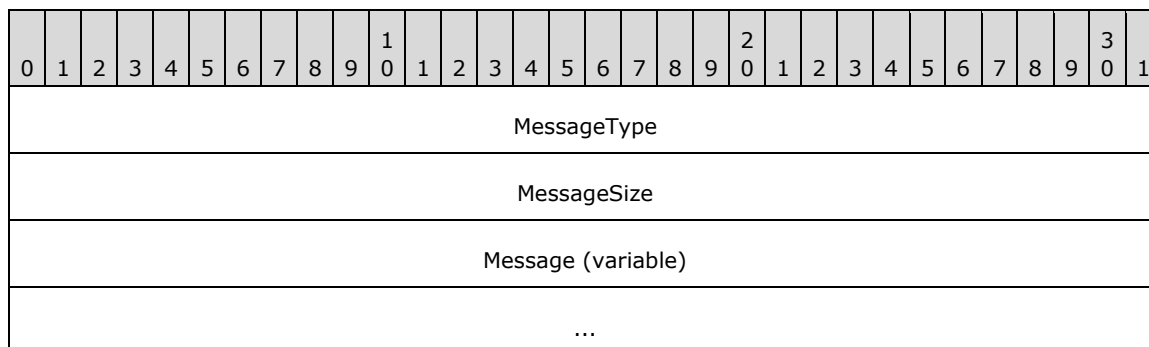 1 2 3
0 1 2 3 4 5 6 7 8 9 0 1 2 3 4 5 6 7 8 9 0 1 2 3 4 5 6 7 8 9 0 1
MessageType
MessageSize
Message (variable)
...